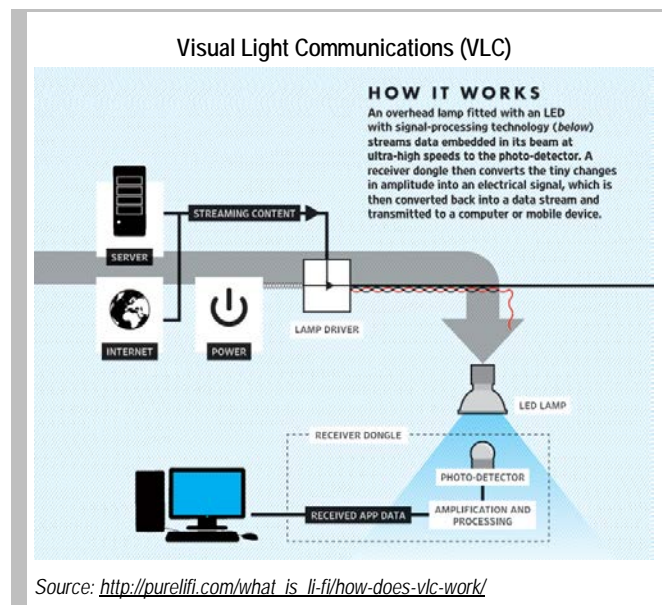 Visual Light Communications (VLC)
HOW IT WORKS
An overhead lamp fitted with an LED
with signal-processing technology (below)
streams data embedded in its beam at
ultra-high speeds to the photo-detector. A
receiver dongle then converts the tiny changes
in amplitude into an electrical signal, which is
then converted back into a data stream and
transmitted to a computer or mobile device.
STREAMING CONTENT
SERVER
INTERNET
POWER
LAMP DRIVER
LED LAMP
RECEIVER DONGLE
PHOTO-DETECTOR
RECEIVED APP DATA
AMPLIFICATION AND
PROCESSING
Source: http://purelifi.com/what_is_li-fi/how-does-vlc-work/